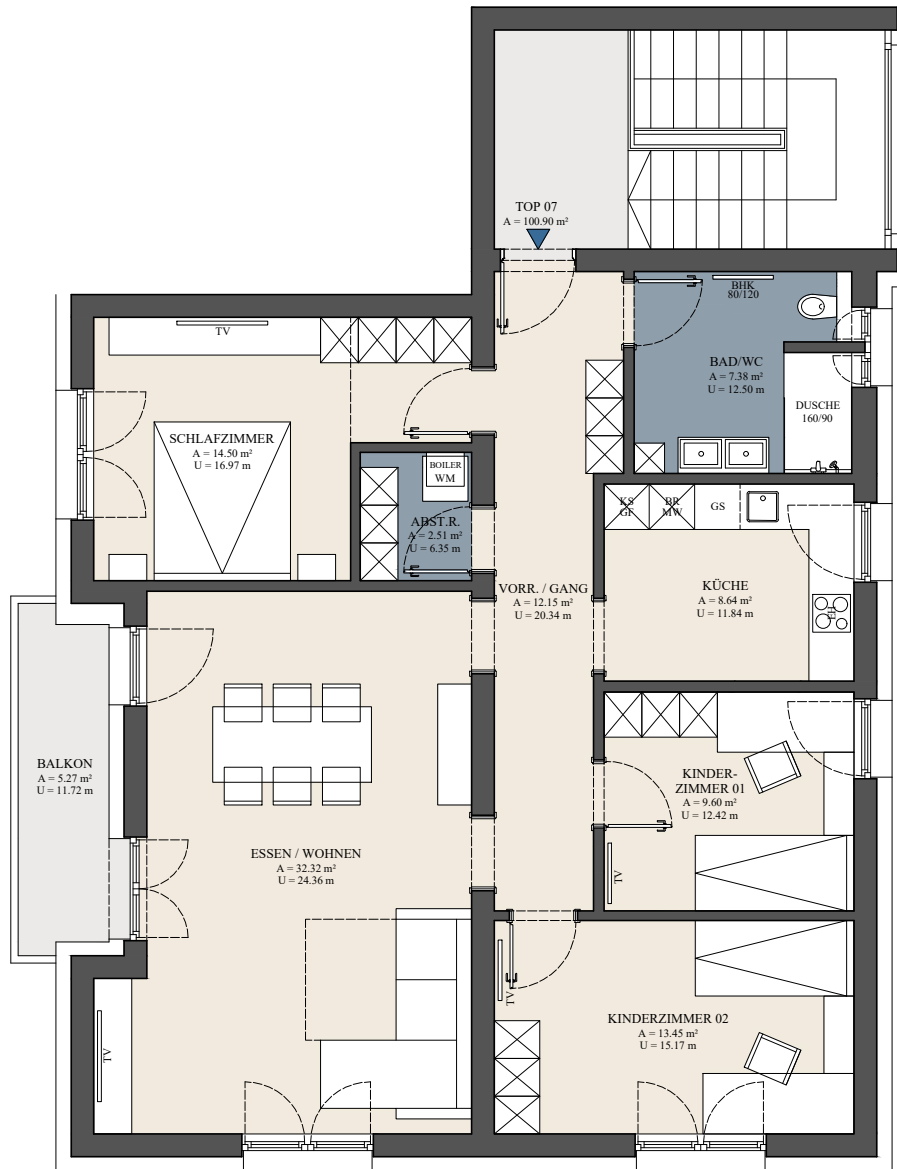 TOP 07
A = 100.90 m²
BHK
80/120
TV
BAD/WC
A = 7.38 m²
U = 12.50 m
DUSCHE
160/90
SCHLAFZIMMER
A = 14.50 m²
U = 16.97 m
BOILER
WM
ABST.R.
A = 2.51 m²
U = 6.35 m
KS
GF
BR
MW
GS
VORR. / GANG
A = 12.15 m²
U = 20.34 m
KÜCHE
A = 8.64 m²
U = 11.84 m
EH
BALKON
A = 5.27 m²
U = 11.72 m
KINDER-
ZIMMER 01
A = 9.60 m²
U = 12.42 m
ESSEN / WOHNEN
A = 32.32 m²
U = 24.36 m
TV
TV
KINDERZIMMER 02
A = 13.45 m²
U = 15.17 m
TV